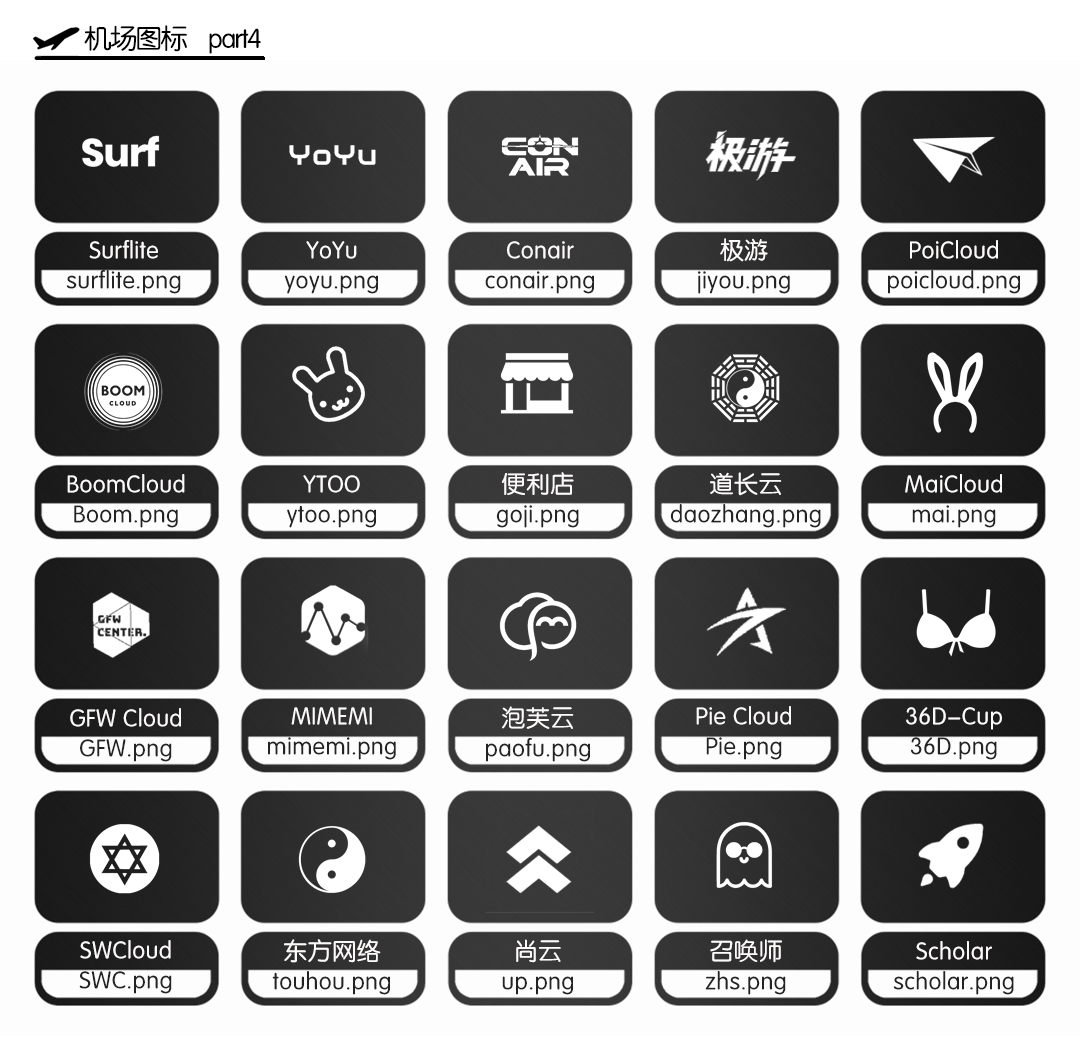 机场图标 part4
Surf
YoYu
CON
AIR
极游
Surflite
YoYu
Conair
极游
PoiCloud
surflite.png
yoyu.png
conair.png
jiyou.png
poicloud.png
BOOM
CLOUD
BoomCloud
YTOO
便利店
道长云
MaiCloud
Boom.png
ytoo.png
goji.png
daozhang.png
mai.png
GFW
CENTER.
GFW Cloud
MIMEMI
泡芙云
Pie Cloud
36D-Cup
GFW.png
mimemi.png
paofu.png
Pie.png
36D.png
SWCloud
东方网络
尚云
召唤师
Scholar
SWC.png
touhou.png
up.png
zhs.png
scholar.png